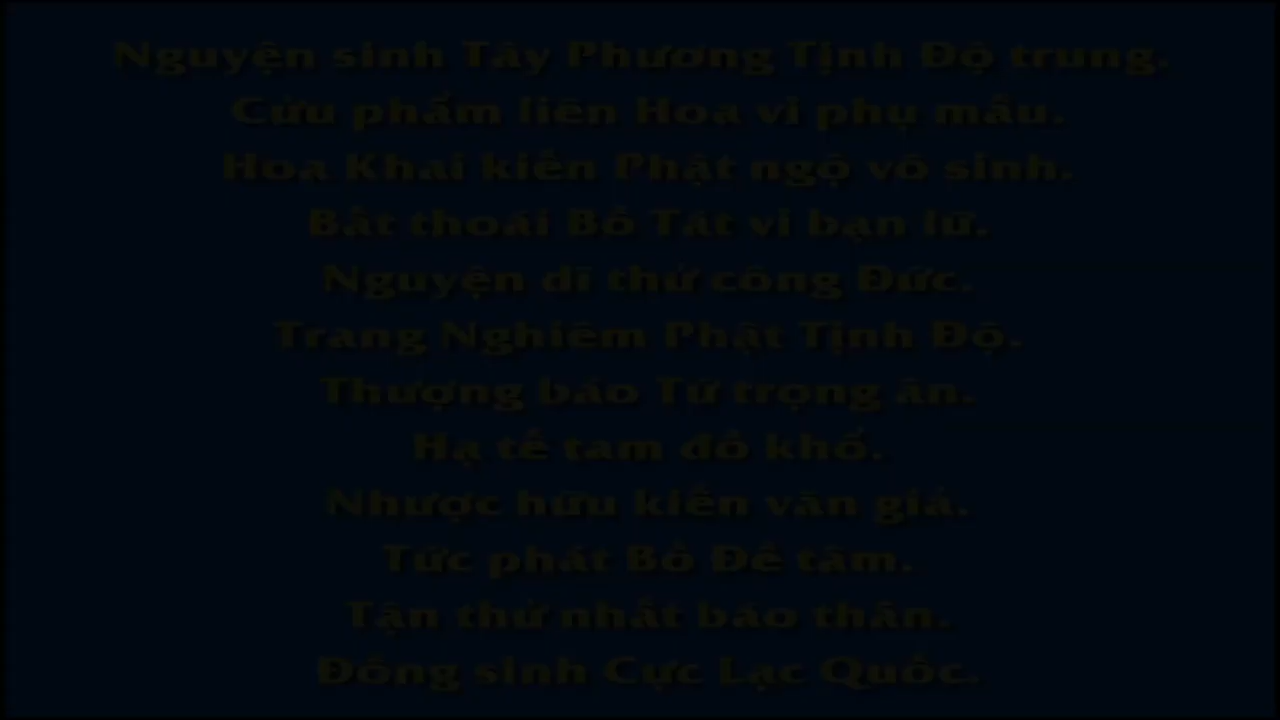 Nguyện sinh Tây Phương Tịnh Độ trung.
Cửu phẩm liên Hoa vi phụ mẫu.
Hoa Khai kiến Phật ngộ vô sinh.
Bất thoái Bồ Tát vi bạn lữ.
Nguyện dĩ thử công Đức.
Trang Nghiêm Phật Tịnh Độ.
Thượng báo Tứ trọng ân.
Hạ tế tam đồ khổ.
Nhược hữu kiến văn giả.
Tức phát Bồ Đề tâm.
Tận thử nhất báo thân.
Đồng sinh Cực Lạc Quốc.